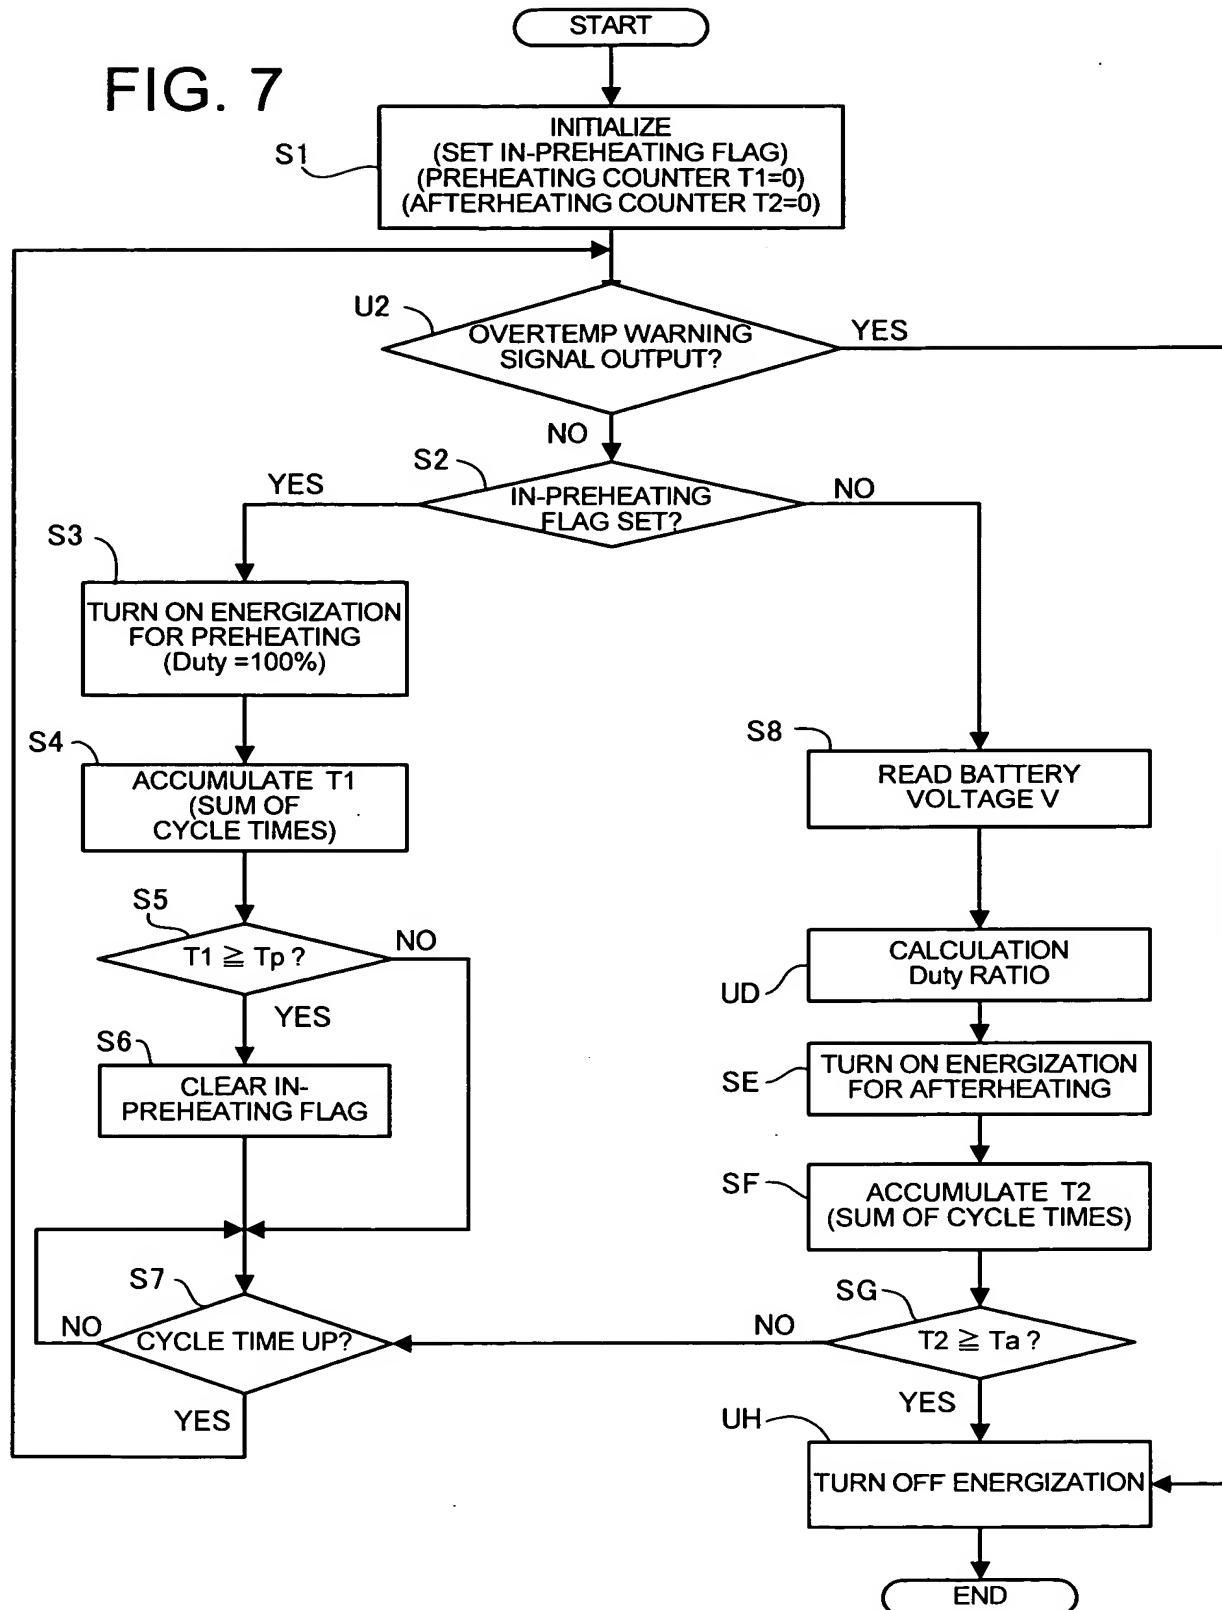 START
FIG. 7
INITIALIZE
(SET IN-PREHEATING FLAG)
(PREHEATING COUNTER T1=0)
(AFTERHEATING COUNTER T2=0)
S1
U2
OVERTEMP WARNING
SIGNAL OUTPUT?
YES
NO
S2
YES
IN-PREHEATING
FLAG SET?
NO
S3
TURN ON ENERGIZATION
FOR PREHEATING
(Duty =100%)
S4
ACCUMULATE T1
(SUM OF
CYCLE TIMES)
S5
T1 ≧ Tp ?
NO
YES
S6
CLEAR IN-
PREHEATING FLAG
S7
NO
CYCLE TIME UP?
YES
S8
READ BATTERY
VOLTAGE V
UD
CALCULATION
Duty RATIO
SE
TURN ON ENERGIZATION
FOR AFTERHEATING
SF
ACCUMULATE T2
(SUM OF CYCLE TIMES)
SG
NO
T2 ≧ Ta ?
YES
UH
TURN OFF ENERGIZATION
END